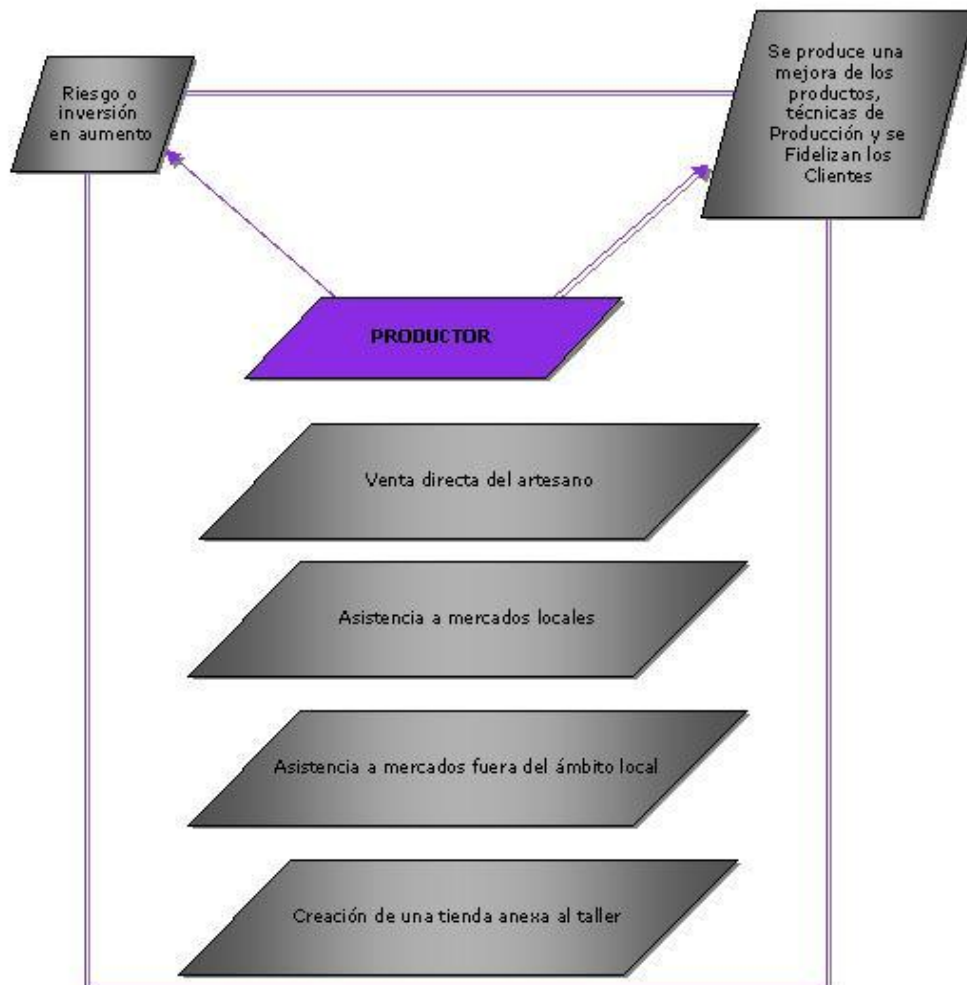 Riesgo o
inversión
en aumento
Se produce una
mejora de los
productos,
técnicas de
Producción y se
Fidelizan los
Clientes
PRODUCTOR
Venta directa del artesano
Asistencia a mercados locales
Asistencia a mercados fuera del ámbito local
Creación de una tienda anexa al taller